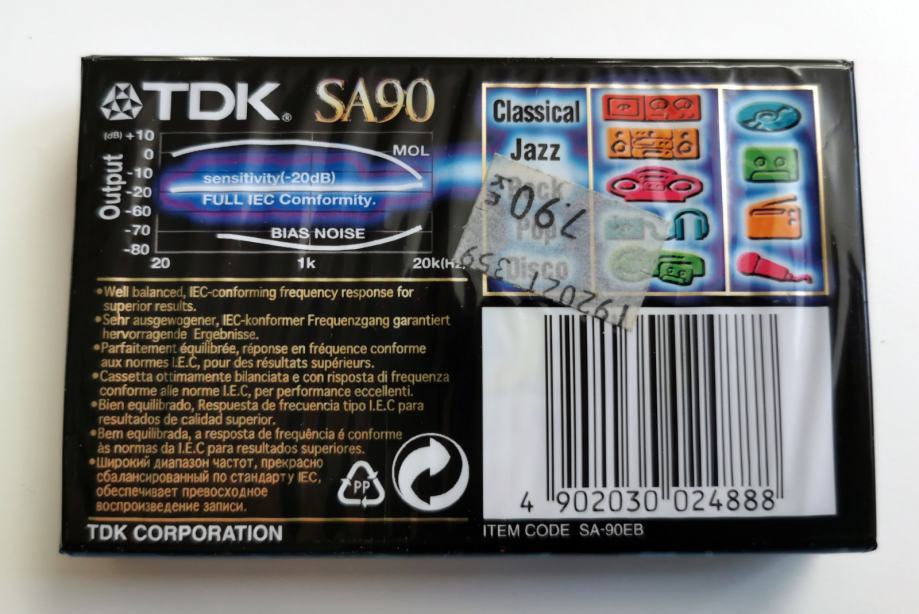 TDK® SA90
(dB) +10
0
-10
-20
-60
-70
-80
Output
MOL
sensitivity(-20dB)
FULL IEC Comformity.
BIAS NOISE
20 1k 20k(Hz)
•Well balanced, IEC-conforming frequency response for
superior results.
•Sehr ausgewogener, IEC-konformer Frequenzgang garantiert
hervorragende Ergebnisse.
•Parfaitement équilibrée, réponse en fréquence conforme
aux normes I.E.C, pour des résultats supérieurs.
•Cassetta ottimamente bilanciata e con risposta di frequenza
conforme alle norme I.E.C, per performance eccellenti.
•Bien equilibrado, Respuesta de frecuencia tipo I.E.C para
resultados de calidad superior.
•Bem equilibrada, a resposta de frequência é conforme
às normas da I.E.C para resultados superiores.
•Широкий диапазон частот, прекрасно
сбалансированный по стандарту IEC,
обеспечивает превосходное
воспроизведение записи.
PP
TDK CORPORATION
Classical
Jazz
Rock
Pop
Disco
7.90
4 902030 024888
ITEM CODE SA-90EB